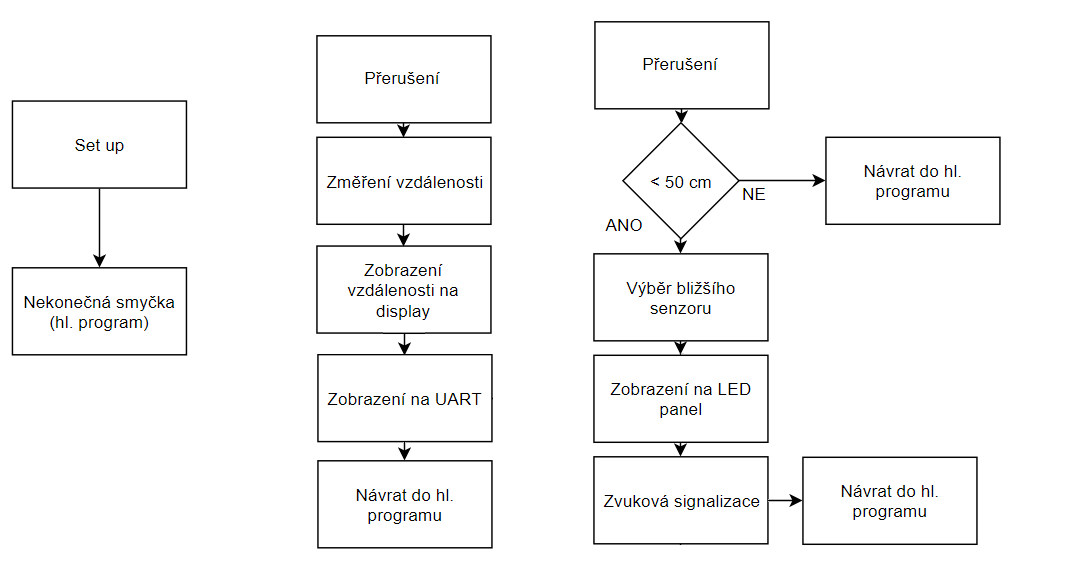 Set up
Nekonečná smyčka
(hl. program)
Přerušení
Změření vzdálenosti
Zobrazení
vzdálenosti na
display
Zobrazení na UART
Návrat do hl.
programu
Přerušení
< 50 cm
NE
ANO
Návrat do hl.
programu
Výběr bližšího
senzoru
Zobrazení na LED
panel
Zvuková signalizace
Návrat do hl.
programu